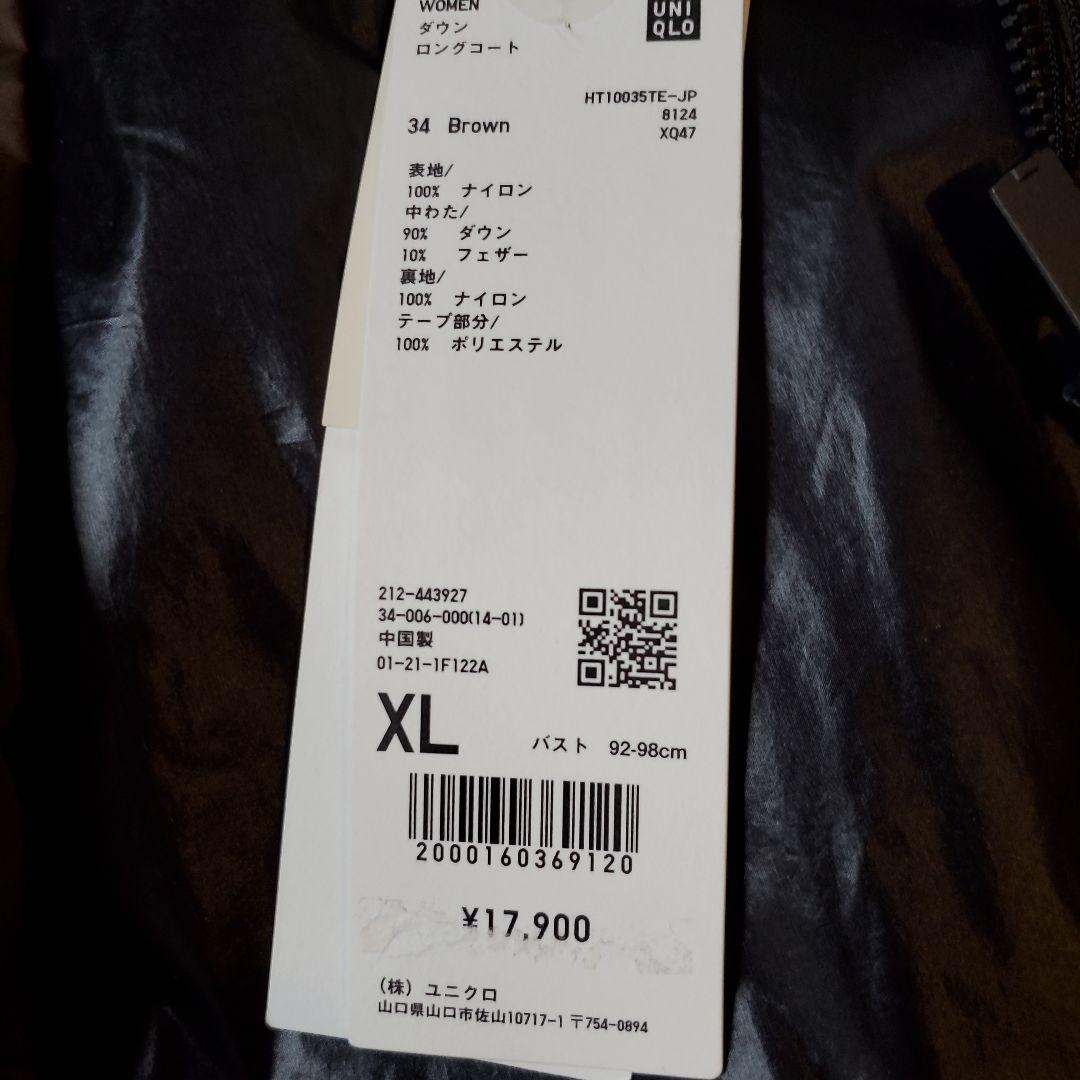 WOMEN
ダウン
ロングコート
UNI
QLO
HT10035TE-JP
8124
XQ47
34 Brown
表地/
100% ナイロン
中わた/
90% ダウン
10% フェザー
裏地/
100% ナイロン
テープ部分/
100% ポリエステル
212-443927
34-006-000(14-01)
中国製
01-21-1F122A
XL
バスト 92-98cm
2000160369120
¥17,900
(株) ユニクロ
山口県山口市佐山10717-1 〒754-0894